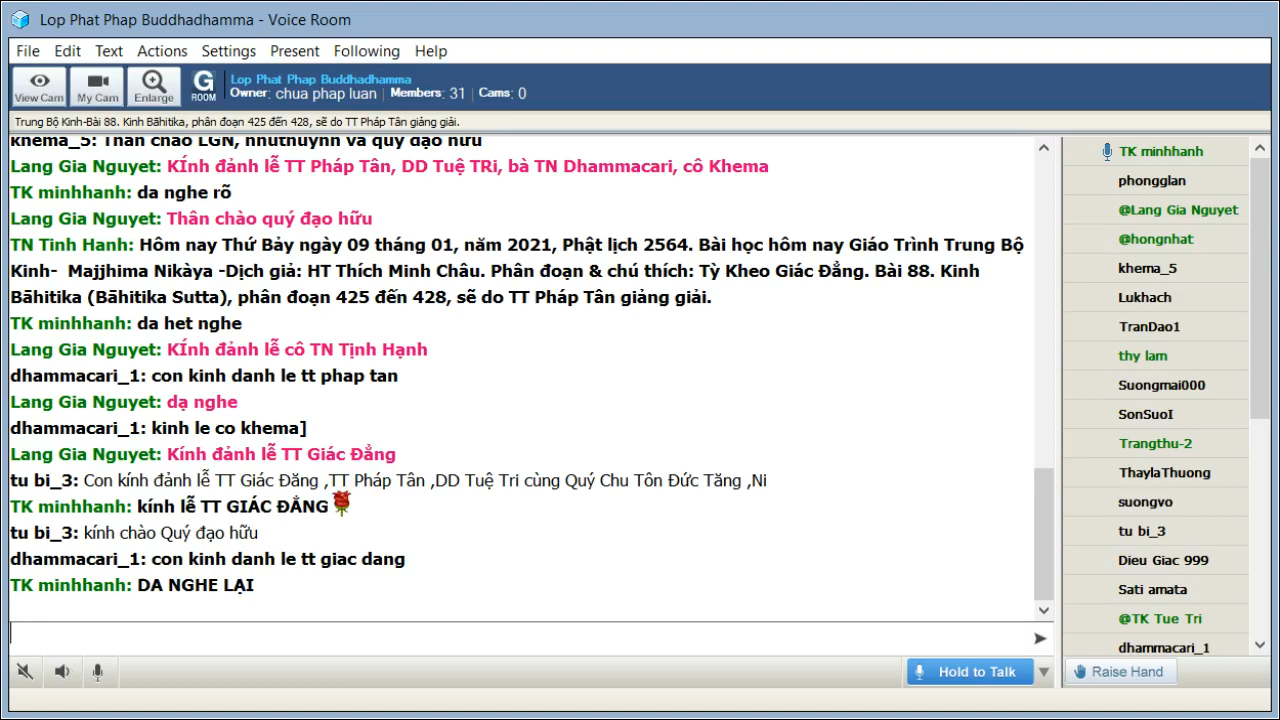 Lop Phat Phap Buddhadhamma - Voice Room
File Edit Text Actions Settings Present Following Help
View Cam My Cam Enlarge G ROOM
Lop Phat Phap Buddhadhamma
Owner: chua phap luan | Members: 31 | Cams: 0
Trung Bộ Kinh-Bài 88. Kinh Bāhitika, phân đoạn 425 đến 428, sẽ do TT Pháp Tân giảng giải.
khema_5: Thân chào LGN, nhuthuynh và quý đạo hữu
Lang Gia Nguyet: KÍnh đảnh lễ TT Pháp Tân, DD Tuệ TRi, bà TN Dhammacari, cô Khema
TK minhhanh: da nghe rõ
Lang Gia Nguyet: Thân chào quý đạo hữu
TN Tinh Hanh: Hôm nay Thứ Bảy ngày 09 tháng 01, năm 2021, Phật lịch 2564. Bài học hôm nay Giáo Trình Trung Bộ
Kinh- Majjhima Nikàya -Dịch giả: HT Thích Minh Châu. Phân đoạn & chú thích: Tỳ Kheo Giác Đẳng. Bài 88. Kinh
Bāhitika (Bāhitika Sutta), phân đoạn 425 đến 428, sẽ do TT Pháp Tân giảng giải.
TK minhhanh: da het nghe
Lang Gia Nguyet: KÍnh đảnh lễ cô TN Tịnh Hạnh
dhammacari_1: con kinh danh le tt phap tan
Lang Gia Nguyet: dạ nghe
dhammacari_1: kinh le co khema]
Lang Gia Nguyet: Kính đảnh lễ TT Giác Đẳng
tu bi_3: Con kính đảnh lễ TT Giác Đăng ,TT Pháp Tân ,DD Tuệ Tri cùng Quý Chu Tôn Đức Tăng ,Ni
TK minhhanh: kính lễ TT GIÁC ĐẲNG
tu bi_3: kính chào Quý đạo hữu
dhammacari_1: con kinh danh le tt giac dang
TK minhhanh: DA NGHE LẠI
Hold to Talk
TK minhhanh
phongglan
@Lang Gia Nguyet
@hongnhat
khema_5
Lukhach
TranDao1
thy lam
Suongmai000
SonSuoI
Trangthu-2
ThaylaThuong
suongvo
tu bi_3
Dieu Giac 999
Sati amata
@TK Tue Tri
dhammacari_1
Raise Hand